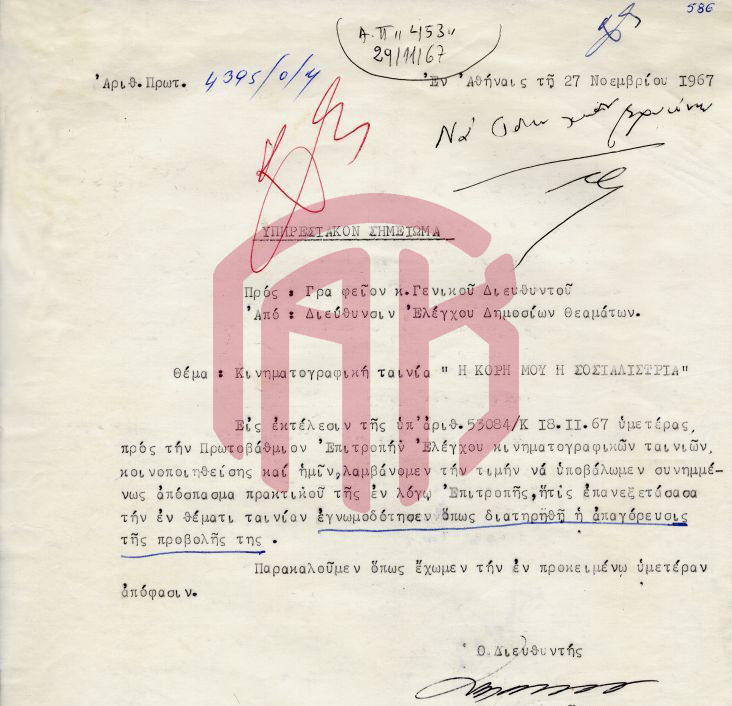 586
Α.Π. "453"
29/11/67
Ἀριθ.Πρωτ. 4395/0/4 Ἐν Ἀθήναις τῇ 27 Νοεμβρίου 1967
Νά
ΥΠΗΡΕΣΙΑΚΟΝ ΣΗΜΕΙΩΜΑ
Πρός : Γραφεῖον κ.Γενικοῦ Διευθυντοῦ
Ἀπό : Διεύθυνσιν Ἐλέγχου Δημοσίων Θεαμάτων.
Θέμα : Κινηματογραφική ταινία " Η ΚΟΡΗ ΜΟΥ Η ΣΟΣΙΑΛΙΣΤΡΙΑ"
Εἰς ἐκτέλεσιν τῆς ὑπ' ἀριθ.53084/Κ 18.11.67 ὑμετέρας,
πρός τήν Πρωτοβάθμιον Ἐπιτροπήν Ἐλέγχου κινηματογραφικῶν ταινιῶν,
κοινοποιηθείσης καί ἡμῖν,λαμβάνομεν τήν τιμήν νά ὑποβάλωμεν συνημμέ-
νως ἀπόσπασμα πρακτικοῦ τῆς ἐν λόγῳ Ἐπιτροπῆς,ἥτις ἐπανεξετάσασα
τήν ἐν θέματι ταινίαν ἐγνωμοδότησεν ὅπως διατηρηθῆ ἡ ἀπαγόρευσις
τῆς προβολῆς της .
Παρακαλοῦμεν ὅπως ἔχωμεν τήν ἐν προκειμένῳ ὑμετέραν
ἀπόφασιν.
Ὁ Διευθυντής